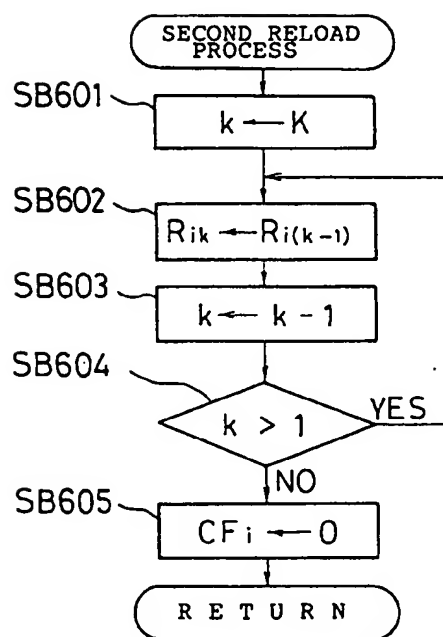 SECOND RELOAD
PROCESS
SB601
k ← K
SB602
Rik ← Ri(k-1)
SB603
k ← k - 1
SB604
k > 1
YES
NO
SB605
CFi ← 0
RETURN